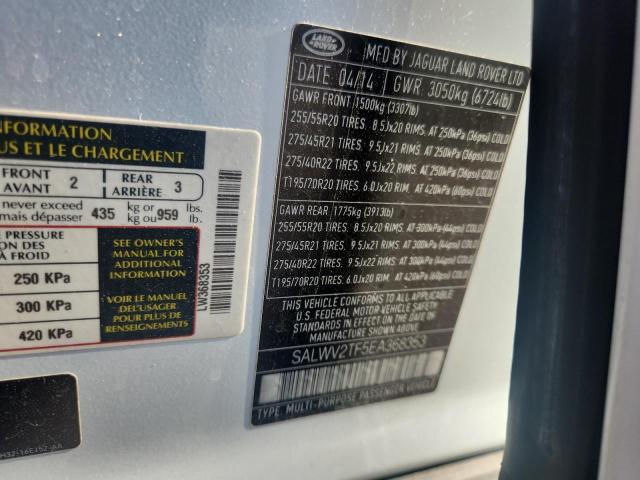 INFORMATION
US ET LE CHARGEMENT
FRONT
AVANT 2 REAR
ARRIÈRE 3
never exceed
mais dépasser 435 kg or
kg ou 959 lbs.
lb.
PRESSURE
ON DES
À FROID
250 KPa
300 KPa
420 KPa
SEE OWNER'S
MANUAL FOR
ADDITIONAL
INFORMATION
VOIR LE MANUEL
DE L'USAGER
POUR PLUS DE
RENSEIGNEMENTS
LW368353
LAND ROVER
MFD BY JAGUAR LAND ROVER LTD
DATE 04/14 GWR: 3050kg (6724lb)
GAWR FRONT 1500kg (3307lb)
255/55R20 TIRES. 8.5Jx20 RIMS. AT 250kPa (36psi) COLD
275/45R21 TIRES. 9.5Jx21 RIMS AT 250kPa (36psi) COLD
275/40R22 TIRES. 9.5Jx22 RIMS. AT 250kPa (36psi) COLD
T195/70R20 TIRES. 6.0Jx20 RIM. AT 420kPa (60psi) COLD
GAWR REAR 1775kg (3913lb)
255/55R20 TIRES. 8.5Jx20 RIMS. AT 300kPa (44psi) COLD
275/45R21 TIRES. 9.5Jx21 RIMS AT 300kPa (44psi) COLD
275/40R22 TIRES. 9.5Jx22 RIMS. AT 300kPa (44psi) COLD
T195/70R20 TIRES. 6.0Jx20 RIM. AT 420kPa (60psi) COLD
THIS VEHICLE CONFORMS TO ALL APPLICABLE
U.S. FEDERAL MOTOR VEHICLE SAFETY
STANDARDS IN EFFECT ON THE DATE OF
MANUFACTURE SHOWN ABOVE
SALWV2TF5EA368353
TYPE: MULTI-PURPOSE PASSENGER VEHICLE